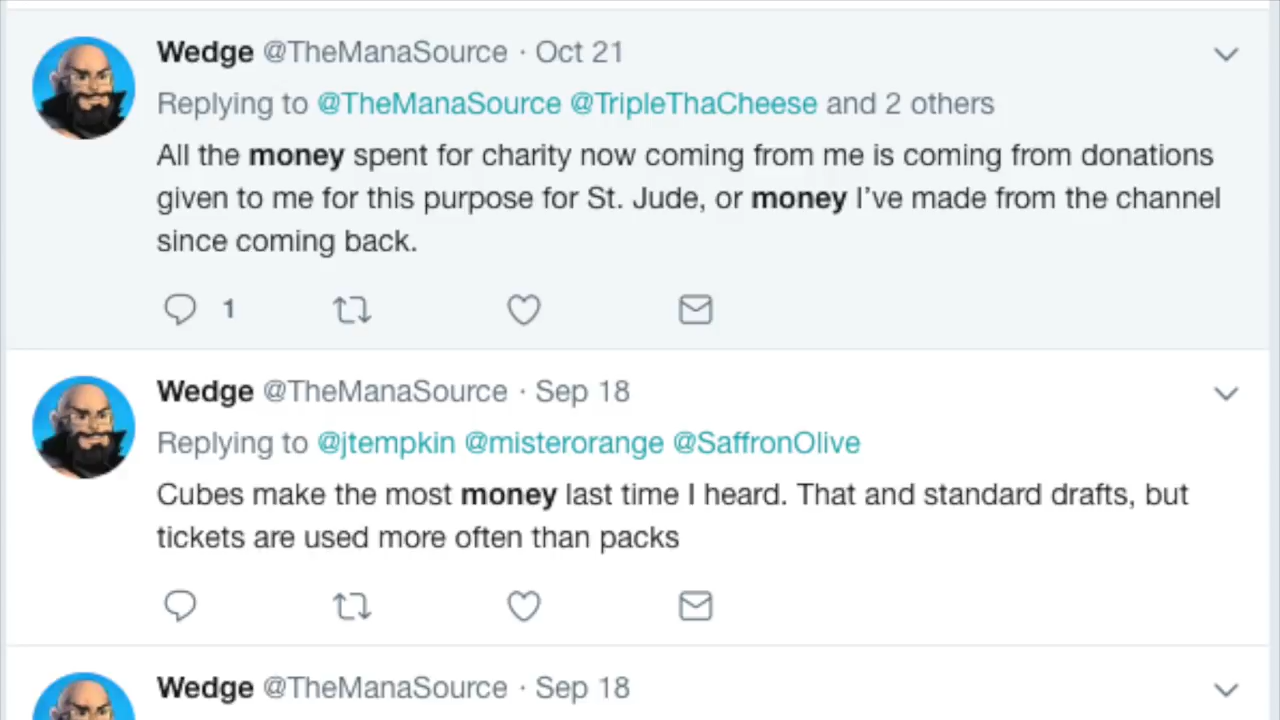 Wedge @TheManaSource · Oct 21
Replying to @TheManaSource @TripleThaCheese and 2 others
All the money spent for charity now coming from me is coming from donations
given to me for this purpose for St. Jude, or money I’ve made from the channel
since coming back.
1
Wedge @TheManaSource · Sep 18
Replying to @jtempkin @misterorange @SaffronOlive
Cubes make the most money last time I heard. That and standard drafts, but
tickets are used more often than packs
Wedge @TheManaSource · Sep 18